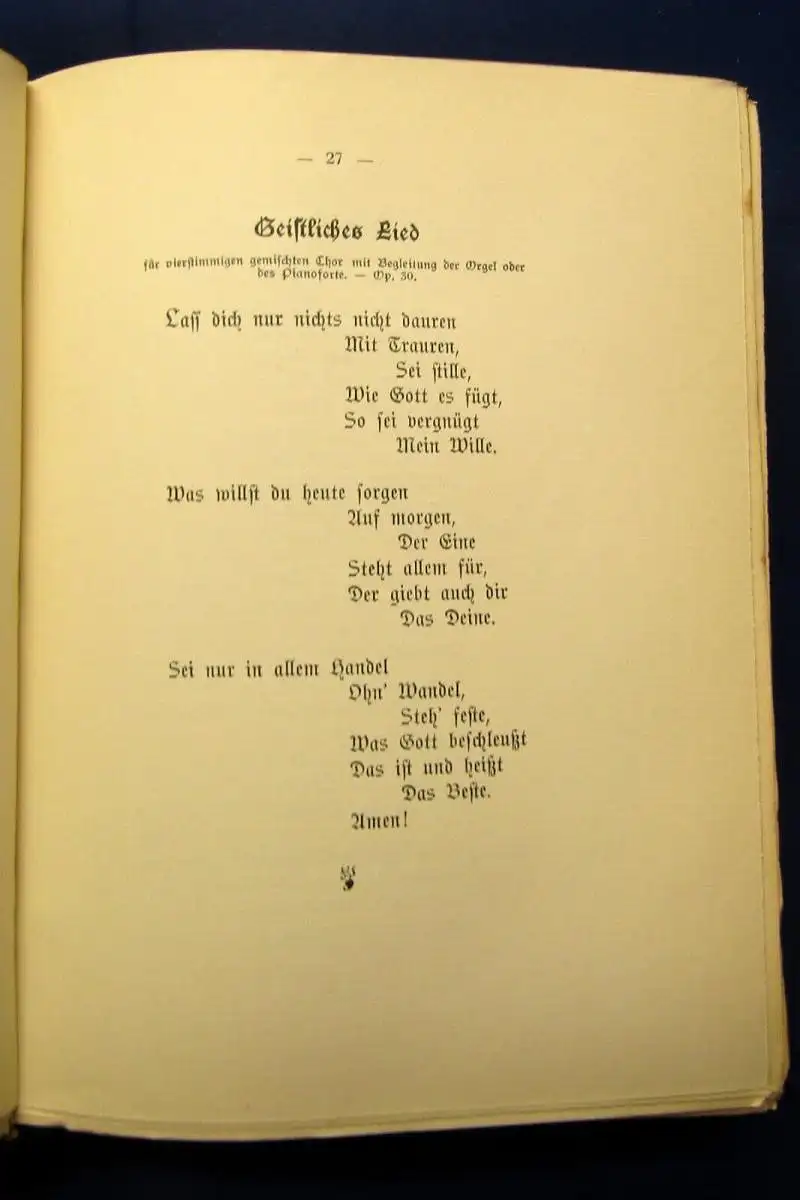 — 27 —
Geistliches Lied
für vierstimmigen gemischten Chor mit Begleitung der Orgel oder
des Pianoforte. — Op. 30.
Lass dich nur nichts nicht dauren
Mit Trauren,
Sei stille,
Wie Gott es fügt,
So sei vergnügt
Mein Wille.
Was willst du heute sorgen
Auf morgen,
Der Eine
Steht allem für,
Der giebt auch dir
Das Deine.
Sei nur in allem Handel
Ohn' Wandel,
Steh' feste,
Was Gott beschleußt
Das ist und heißt
Das Beste.
Amen!